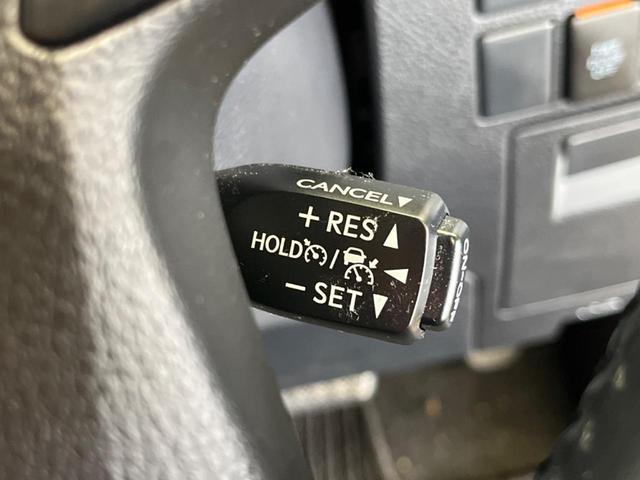 CANCEL▼
+ RES ▲
HOLD / ◀
− SET ▼
ON·OFF